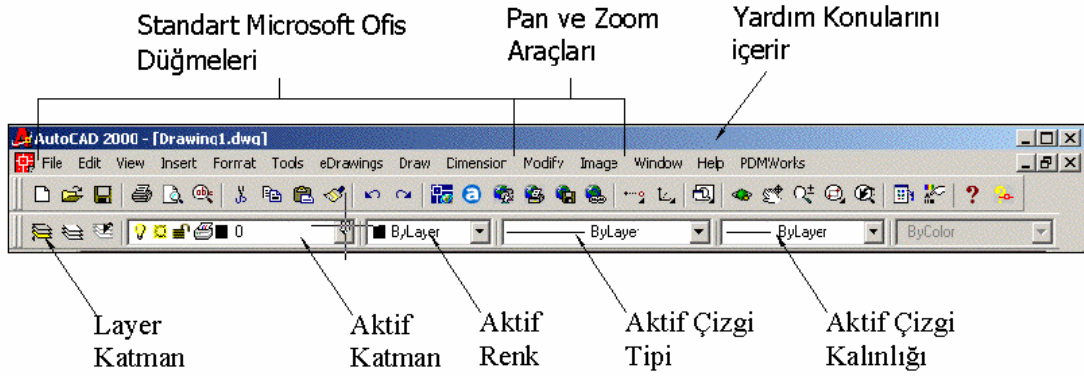 Standart Microsoft Ofis
Düğmeleri
Pan ve Zoom
Araçları
Yardım Konularını
içerir
AutoCAD 2000 - [Drawing1.dwg]
File Edit View Insert Format Tools eDrawings Draw Dimension Modify Image Window Help PDMWorks
0 ByLayer ByLayer ByLayer ByColor
Layer
Katman
Aktif
Katman
Aktif
Renk
Aktif Çizgi
Tipi
Aktif Çizgi
Kalınlığı